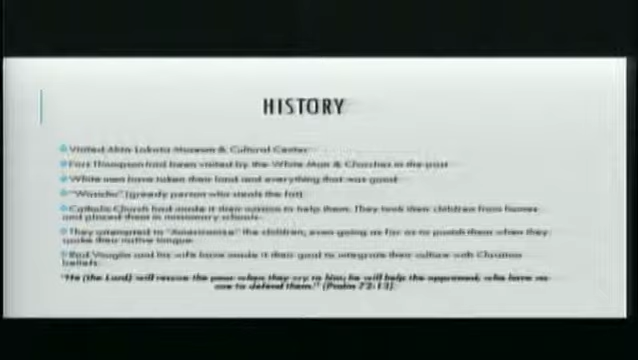 HISTORY
Visited Akta Lakota Museum & Cultural Center
Fort Thompson had been visited by the White Man & Churches in the past
White men have taken their land and everything that was good
"Wasichu" (greedy person who steals the fat)
Catholic Church had made it their mission to help them. They took their children from homes
and placed them in missionary schools
They attempted to "Americanize" the children, even going as far as to punish them when they
spoke their native tongue
Rod Vaughn and his wife have made it their goal to integrate their culture with Christian
beliefs
"He (the Lord) will rescue the poor when they cry to him; he will help the oppressed, who have no
one to defend them." (Psalm 72:12)